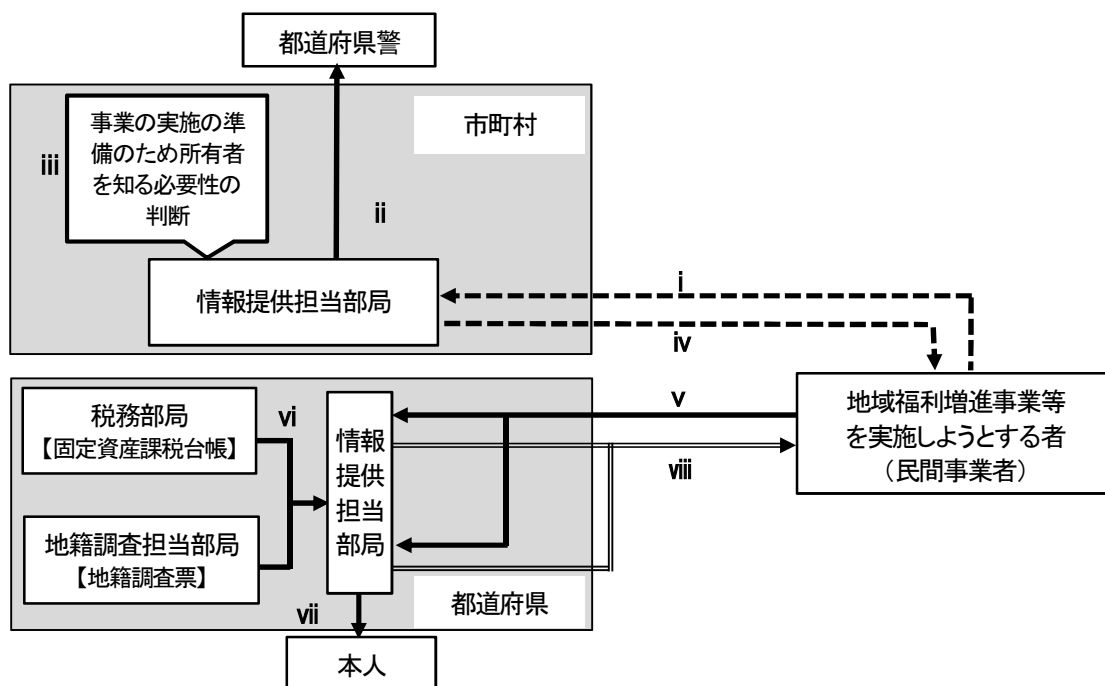 都道府県警
市町村
事業の実施の準
備のため所有者
を知る必要性の
判断
iii
ii
情報提供担当部局
i
iv
税務部局
【固定資産課税台帳】
vi
情報
提供
担当
部局
v
viii
地域福利増進事業等
を実施しようとする者
（民間事業者）
地籍調査担当部局
【地籍調査票】
都道府県
vii
本人